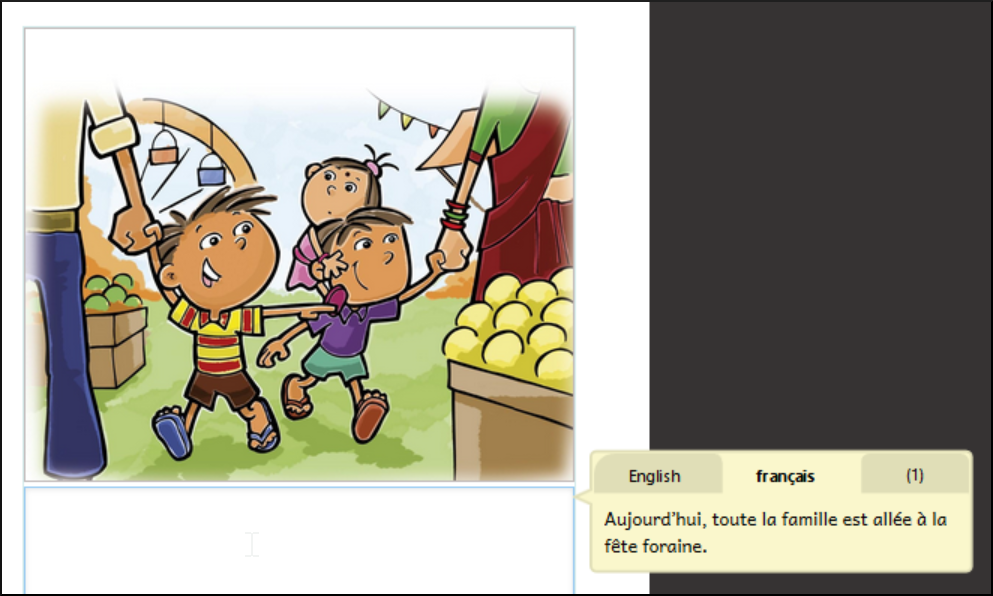 English
français
(1)
Aujourd'hui, toute la famille est allée à la
fête foraine.